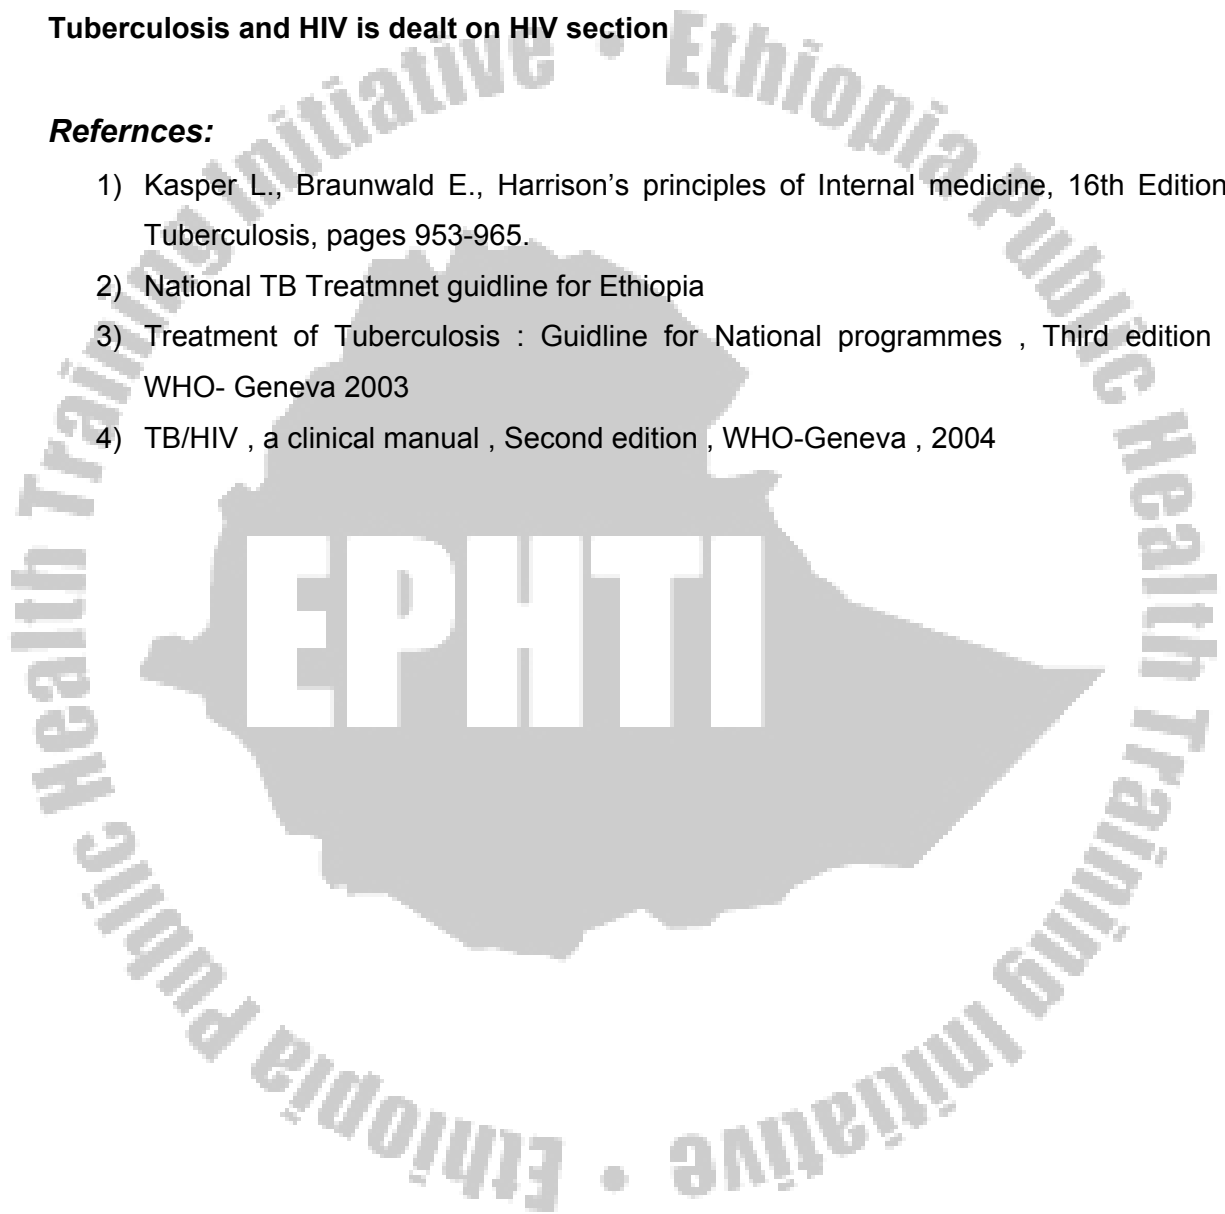 Tuberculosis and HIV is dealt on HIV section
Refernces:
1) Kasper L., Braunwald E., Harrison's principles of Internal medicine, 16th Edition
Tuberculosis, pages 953-965.
2) National TB Treatmnet guidline for Ethiopia
3) Treatment of Tuberculosis : Guidline for National programmes , Third edition
WHO- Geneva 2003
4) TB/HIV , a clinical manual , Second edition , WHO-Geneva , 2004
EPHTI
Ethiopia Public Health Training Initiative • Ethiopia Public Health Training Initiative •